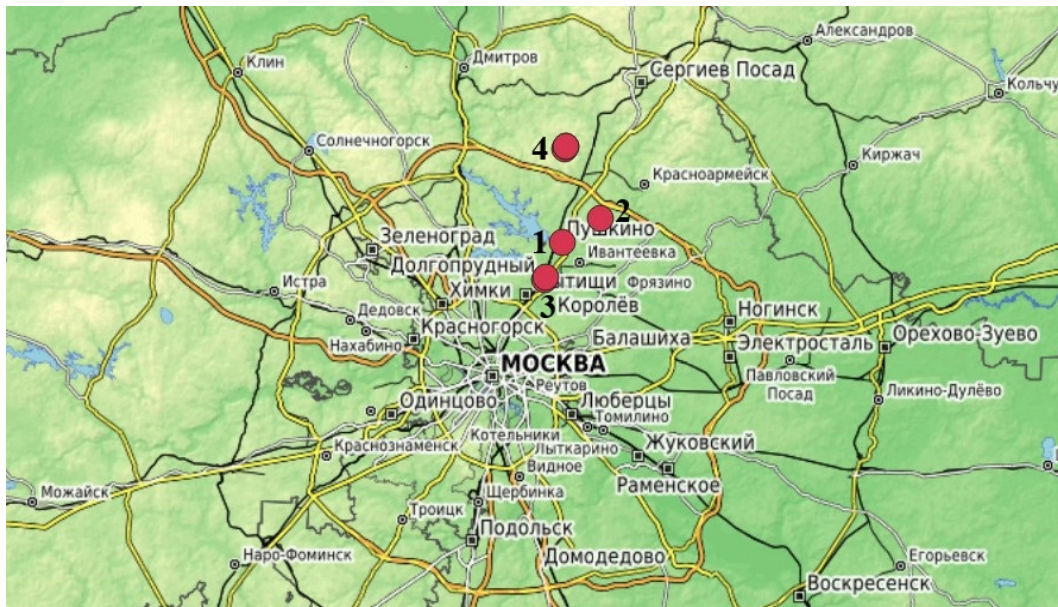 Александров
Клин
Дмитров
Сергиев Посад
Кольчу
Солнечногорск
4
Киржач
Красноармейск
2
Пушкино
1
Зеленоград
Ивантеевка
Долгопрудный
ытищи
Фрязино
Истра
Химки
3
Королёв
Дедовск
Ногинск
Красногорск
Нахабино
Балашиха
Электросталь
Орехово-Зуево
МОСКВА
Павловский
Посад
Реутов
Ликино-Дулёво
Одинцово
Люберцы
Томилино
Котельники
Жуковский
Краснознаменск
Лыткарино
Видное
Раменское
Можайск
Щербинка
Троицк
Подольск
Наро-Фоминск
Домодедово
Егорьевск
Воскресенск